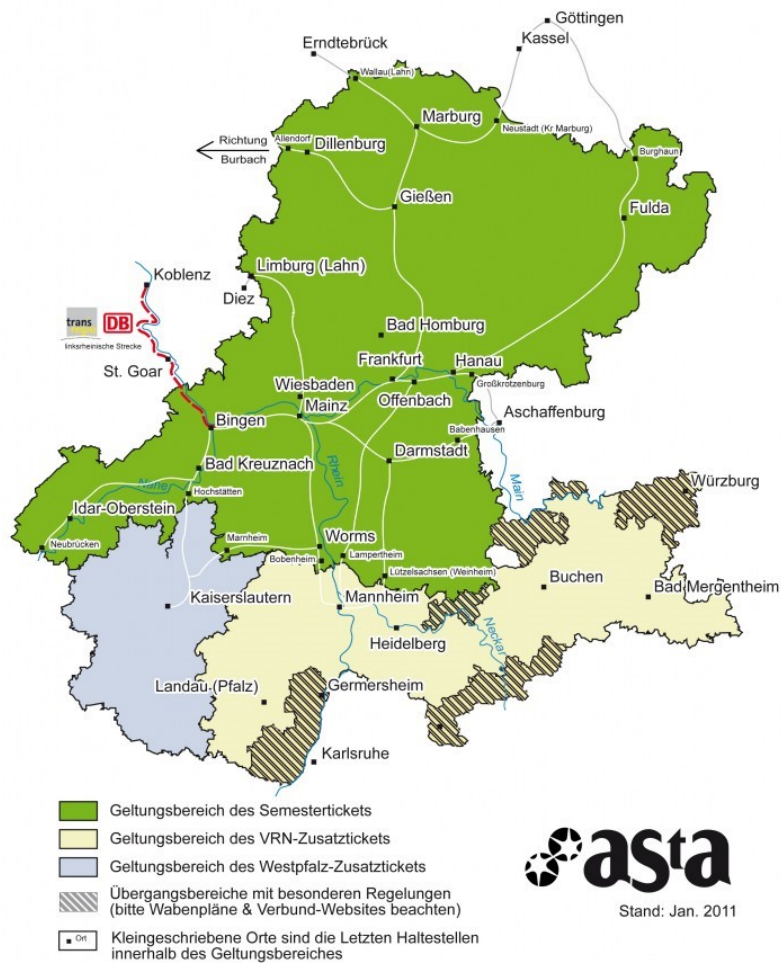 Göttingen
Kassel
Erndtebrück
Wallau(Lahn)
Marburg
Neustadt (Kr Marburg)
Richtung
Burbach
Allendorf
Dillenburg
Burghaun
Gießen
Fulda
Koblenz
Limburg (Lahn)
Diez
trans
DB
linksrheinische Strecke
Bad Homburg
St. Goar
Frankfurt
Hanau
Großkrotzenburg
Wiesbaden
Mainz
Offenbach
Aschaffenburg
Bingen
Babenhausen
Darmstadt
Rhein
Main
Bad Kreuznach
Nahe
Hochstätten
Würzburg
Idar-Oberstein
Neubrücken
Marnheim
Worms
Bobenheim
Lampertheim
Lützelsachsen (Weinheim)
Kaiserslautern
Mannheim
Buchen
Bad Mergentheim
Heidelberg
Neckar
Landau (Pfalz)
Germersheim
Karlsruhe
Geltungsbereich des Semestertickets
Geltungsbereich des VRN-Zusatztickets
Geltungsbereich des Westpfalz-Zusatztickets
Übergangsbereiche mit besonderen Regelungen
(bitte Wabenpläne & Verbund-Websites beachten)
Ort
Kleingeschriebene Orte sind die Letzten Haltestellen
innerhalb des Geltungsbereiches
asta
Stand: Jan. 2011